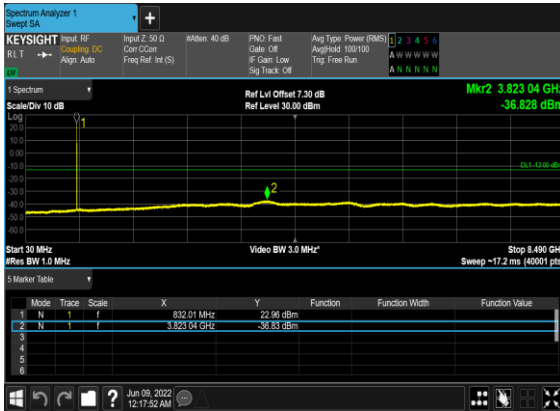 Spectrum Analyzer 1
Swept SA
KEYSIGHT Input: RF Input Z: 50 Ω #Atten: 40 dB PNO: Fast Avg Type: Power (RMS) 1 2 3 4 5 6
RLT Coupling: DC Corr CCorr Gate: Off Avg|Hold: 100/100 A W W W W W
Align: Auto Freq Ref: Int (S) IF Gain: Low Trig: Free Run
LW Sig Track: Off A N N N N N
1 Spectrum Ref Lvl Offset 7.30 dB Mkr2 3.823 04 GHz
Scale/Div 10 dB Ref Level 30.00 dBm -36.828 dBm
Log
1
20.0
10.0
0.00
-10.0
DL1 -13.00 dBm
-20.0
-30.0
2
-40.0
-50.0
-60.0
Start 30 MHz Video BW 3.0 MHz* Stop 8.490 GH
#Res BW 1.0 MHz Sweep ~17.2 ms (40001 pts
5 Marker Table
Mode Trace Scale X Y Function Function Width Function Value
1 N 1 f 832.01 MHz 22.96 dBm
2 N 1 f 3.823 04 GHz -36.83 dBm
3
4
5
6
? Jun 09, 2022
12:17:52 AM